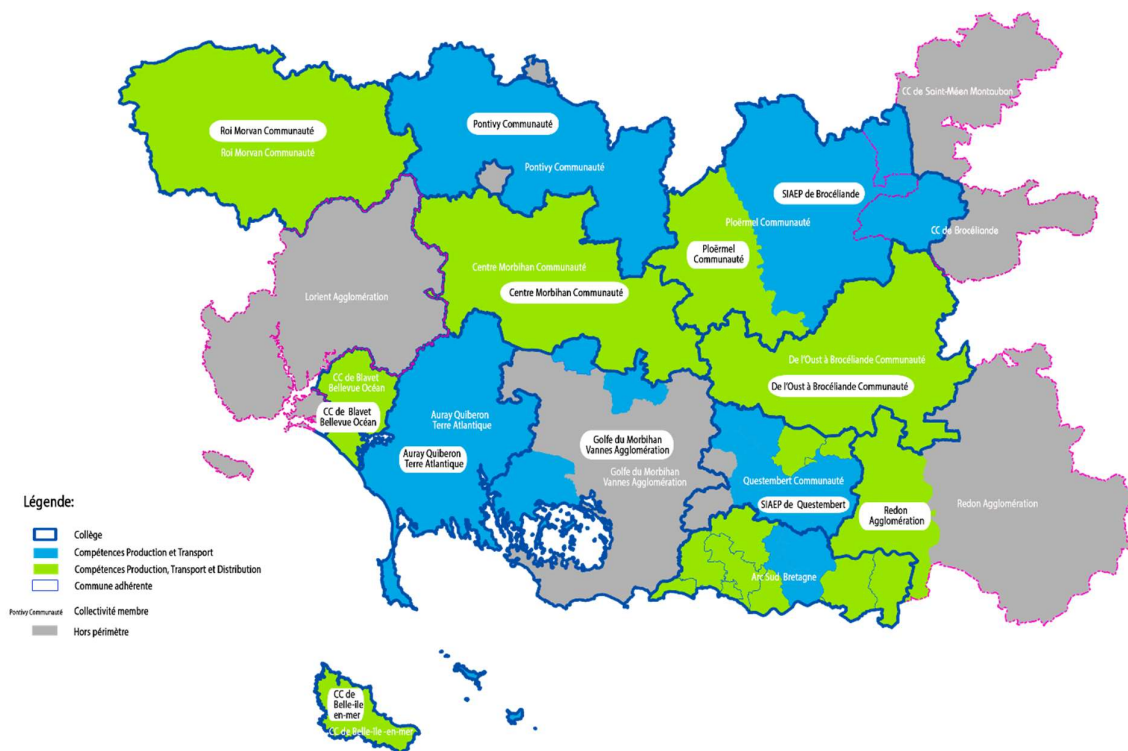 CC de Saint-Méen Montauban
Roi Morvan Communauté
Roi Morvan Communauté
Pontivy Communauté
Pontivy Communauté
SIAEP de Brocéliande
Ploërmel Communauté
CC de Brocéliande
Ploërmel
Communauté
Centre Morbihan Communauté
Centre Morbihan Communauté
Lorient Agglomération
De l'Oust à Brocéliande Communauté
De l'Oust à Brocéliande Communauté
CC de Blavet
Bellevue Océan
CC de Blavet
Bellevue Océan
Auray Quiberon
Terre Atlantique
Auray Quiberon
Terre Atlantique
Golfe du Morbihan
Vannes Agglomération
Golfe du Morbihan
Vannes Agglomération
Questembert Communauté
SIAEP de Questembert
Redon
Agglomération
Redon Agglomération
Arc Sud Bretagne
Légende:
Collège
Compétences Production et Transport
Compétences Production, Transport et Distribution
Commune adhérente
Pontivy Communauté Collectivité membre
Hors périmètre
CC de
Belle-île
en-mer
CC de Belle-île-en-mer